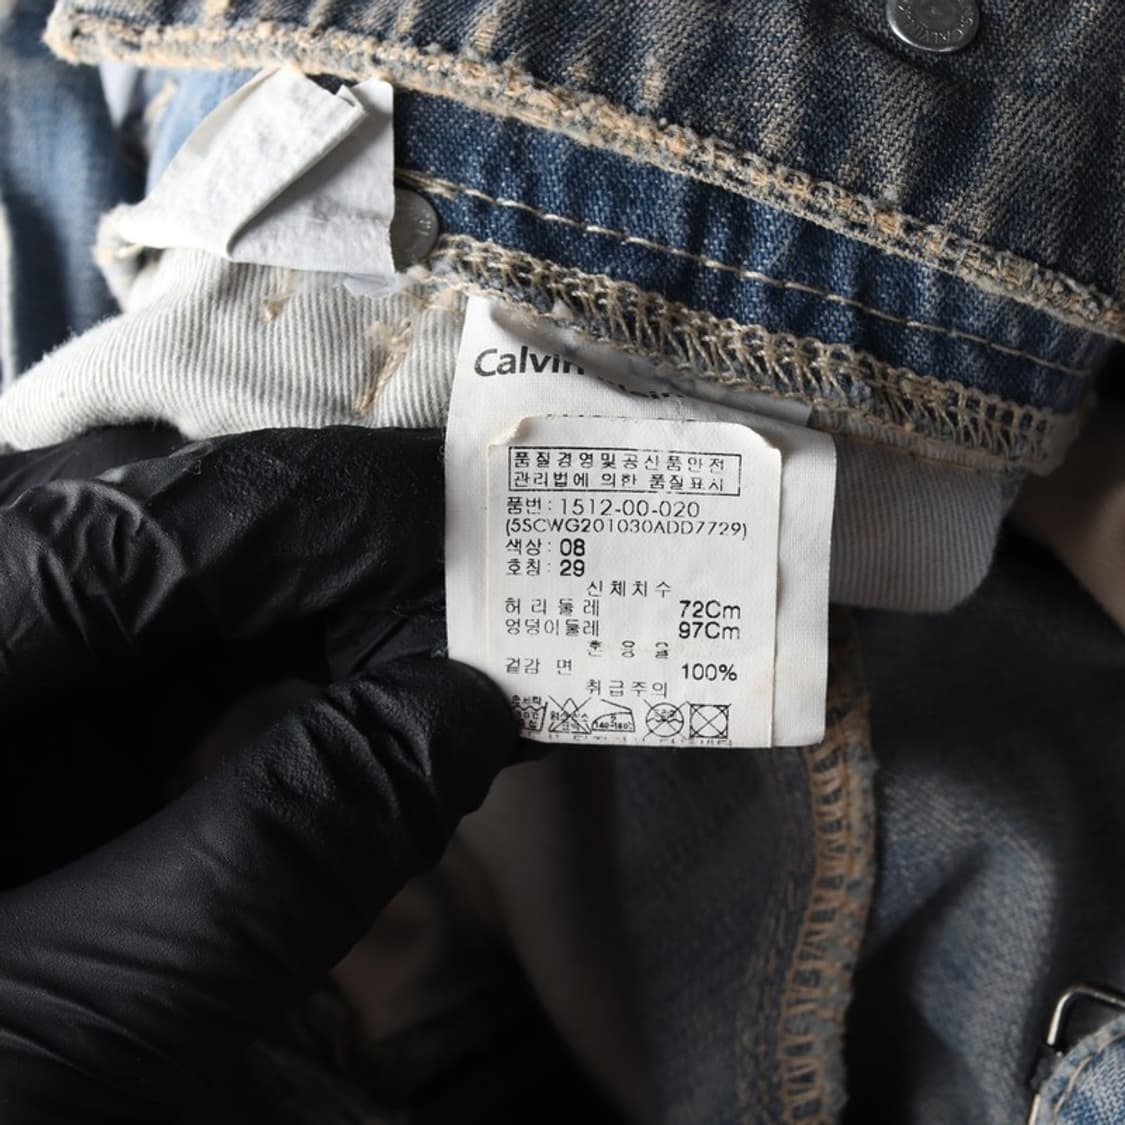 Calvin
Klein
품질경영및공산품안전
관리법에 의한 품질표시
품번: 1512-00-020
(5SCWG201030ADD7729)
색상: 08
호칭: 29
신체치수
허리둘레 72Cm
엉덩이둘레 97Cm
혼용율
겉감 면 100%
취급주의